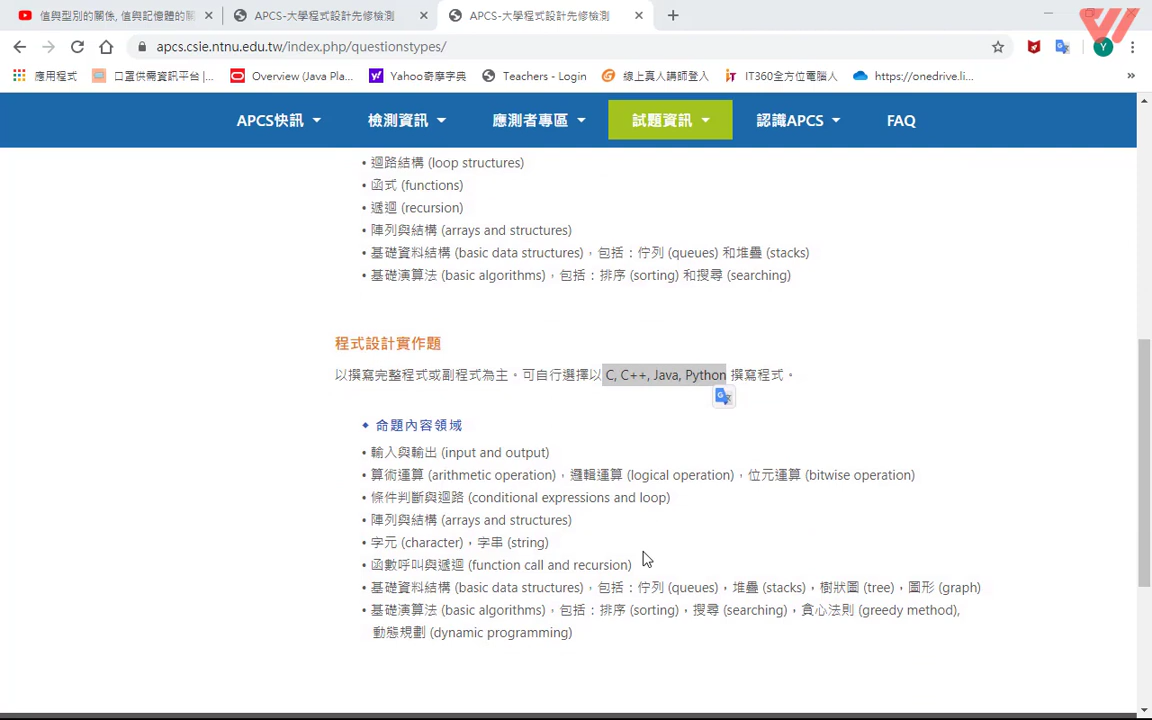 值與型別的關係, 值與記憶體的關
APCS-大學程式設計先修檢測
APCS-大學程式設計先修檢測
apcs.csie.ntnu.edu.tw/index.php/questionstypes/
Y
應用程式
口罩供需資訊平台 |...
Overview (Java Pla...
Yahoo奇摩字典
Teachers - Login
線上真人講師登入
IT360全方位電腦人
https://onedrive.li...
APCS快訊
檢測資訊
應測者專區
試題資訊
認識APCS
FAQ
• 迴路結構 (loop structures)
• 函式 (functions)
• 遞迴 (recursion)
• 陣列與結構 (arrays and structures)
• 基礎資料結構 (basic data structures)，包括：佇列 (queues) 和堆疊 (stacks)
• 基礎演算法 (basic algorithms)，包括：排序 (sorting) 和搜尋 (searching)
程式設計實作題
以撰寫完整程式或副程式為主。可自行選擇以 C, C++, Java, Python 撰寫程式。
◆ 命題內容領域
• 輸入與輸出 (input and output)
• 算術運算 (arithmetic operation)，邏輯運算 (logical operation)，位元運算 (bitwise operation)
• 條件判斷與迴路 (conditional expressions and loop)
• 陣列與結構 (arrays and structures)
• 字元 (character)，字串 (string)
• 函數呼叫與遞迴 (function call and recursion)
• 基礎資料結構 (basic data structures)，包括：佇列 (queues)，堆疊 (stacks)，樹狀圖 (tree)，圖形 (graph)
• 基礎演算法 (basic algorithms)，包括：排序 (sorting)，搜尋 (searching)，貪心法則 (greedy method),
動態規劃 (dynamic programming)